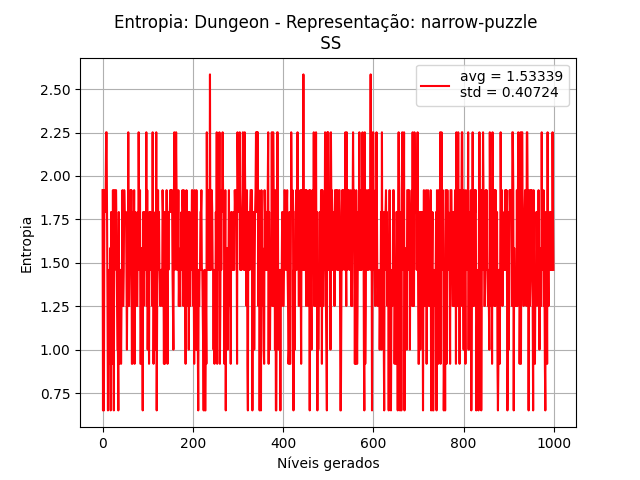 Entropia: Dungeon - Representação: narrow-puzzle
SS
avg = 1.53339
std = 0.40724
2.50
2.25
2.00
1.75
1.50
1.25
1.00
0.75
Entropia
0 200 400 600 800 1000
Níveis gerados